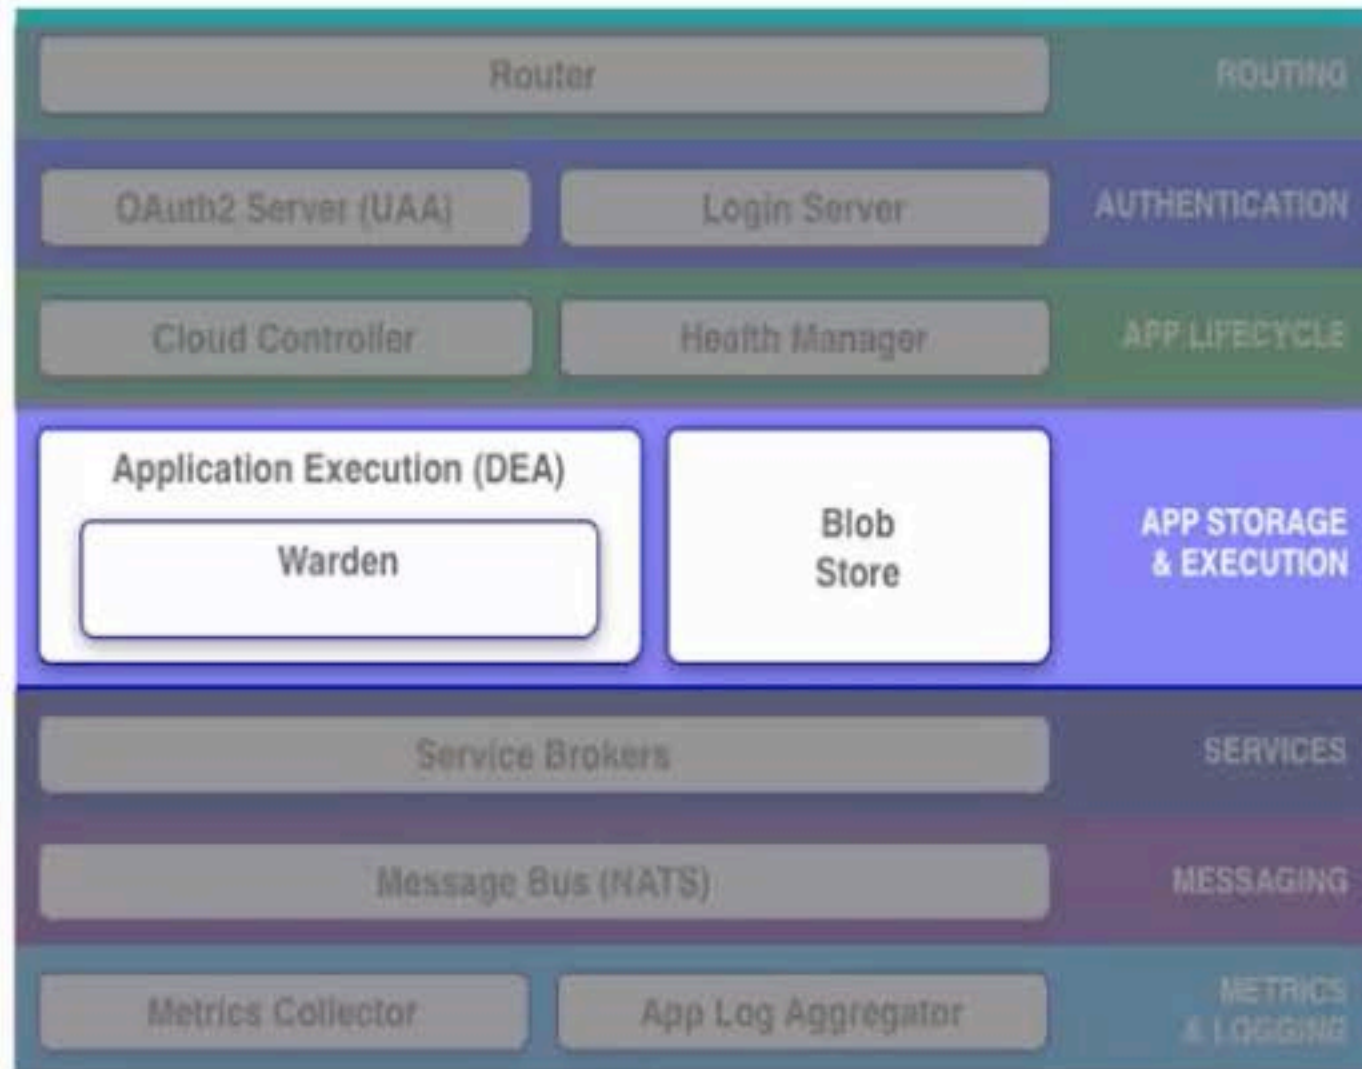 Router
ROUTING
OAuth2 Server (UAA)
Login Server
AUTHENTICATION
Cloud Controller
Health Manager
APP LIFECYCLE
Application Execution (DEA)
Warden
Blob
Store
APP STORAGE
& EXECUTION
Service Brokers
SERVICES
Message Bus (NATS)
MESSAGING
Metrics Collector
App Log Aggregator
METRICS
& LOGGING